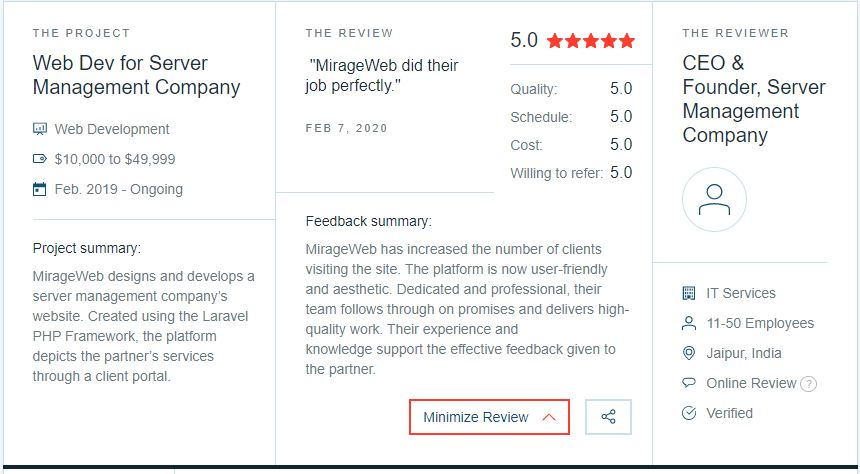 THE PROJECT
Web Dev for Server
Management Company
Web Development
$10,000 to $49,999
Feb. 2019 - Ongoing
Project summary:
MirageWeb designs and develops a
server management company's
website. Created using the Laravel
PHP Framework, the platform
depicts the partner's services
through a client portal.
THE REVIEW
"MirageWeb did their
job perfectly."
FEB 7, 2020
5.0
Quality: 5.0
Schedule: 5.0
Cost: 5.0
Willing to refer: 5.0
Feedback summary:
MirageWeb has increased the number of clients
visiting the site. The platform is now user-friendly
and aesthetic. Dedicated and professional, their
team follows through on promises and delivers high-
quality work. Their experience and
knowledge support the effective feedback given to
the partner.
Minimize Review
THE REVIEWER
CEO &
Founder, Server
Management
Company
IT Services
11-50 Employees
Jaipur, India
Online Review ?
Verified